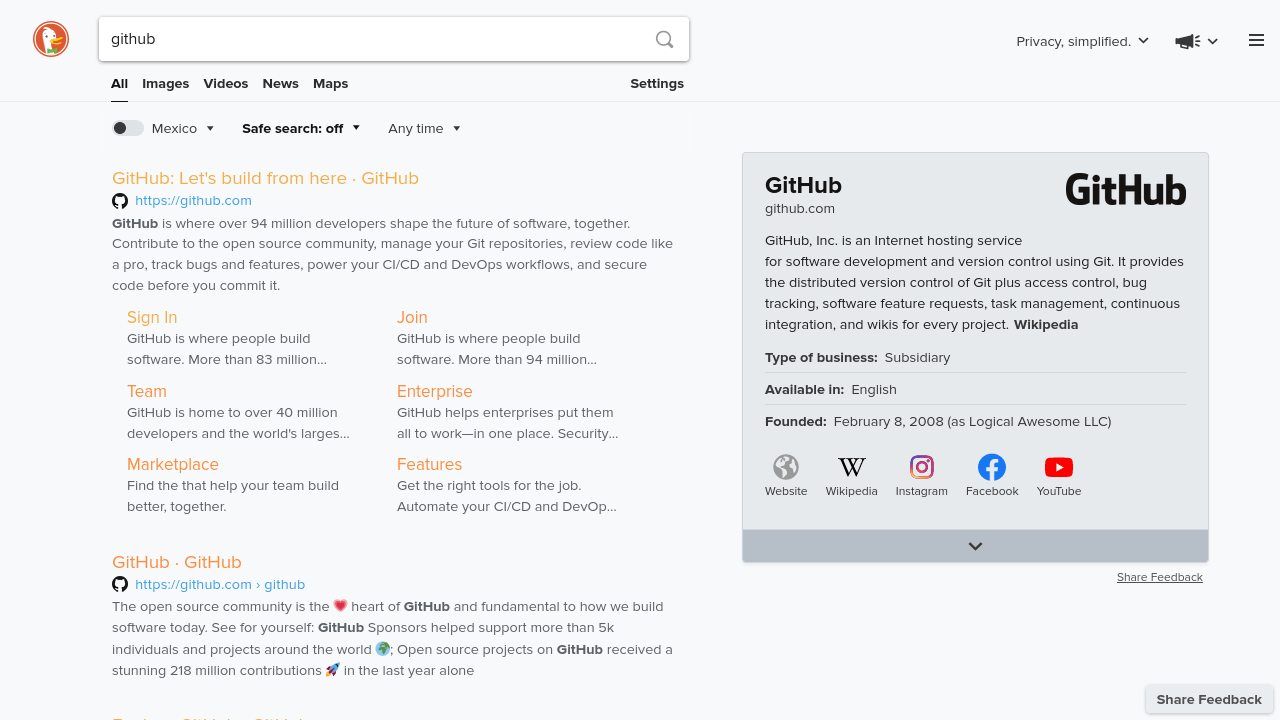 github
Privacy, simplified.
All Images Videos News Maps Settings
Mexico Safe search: off Any time
GitHub: Let's build from here · GitHub
https://github.com
GitHub is where over 94 million developers shape the future of software, together.
Contribute to the open source community, manage your Git repositories, review code like
a pro, track bugs and features, power your CI/CD and DevOps workflows, and secure
code before you commit it.
Sign In
GitHub is where people build
software. More than 83 million...
Join
GitHub is where people build
software. More than 94 million...
Team
GitHub is home to over 40 million
developers and the world's larges...
Enterprise
GitHub helps enterprises put them
all to work—in one place. Security...
Marketplace
Find the that help your team build
better, together.
Features
Get the right tools for the job.
Automate your CI/CD and DevOp...
GitHub · GitHub
https://github.com › github
The open source community is the 💗 heart of GitHub and fundamental to how we build
software today. See for yourself: GitHub Sponsors helped support more than 5k
individuals and projects around the world 🌍; Open source projects on GitHub received a
stunning 218 million contributions 🚀 in the last year alone
GitHub
GitHub
github.com
GitHub, Inc. is an Internet hosting service
for software development and version control using Git. It provides
the distributed version control of Git plus access control, bug
tracking, software feature requests, task management, continuous
integration, and wikis for every project. Wikipedia
Type of business: Subsidiary
Available in: English
Founded: February 8, 2008 (as Logical Awesome LLC)
W
Website Wikipedia Instagram Facebook YouTube
Share Feedback
Share Feedback